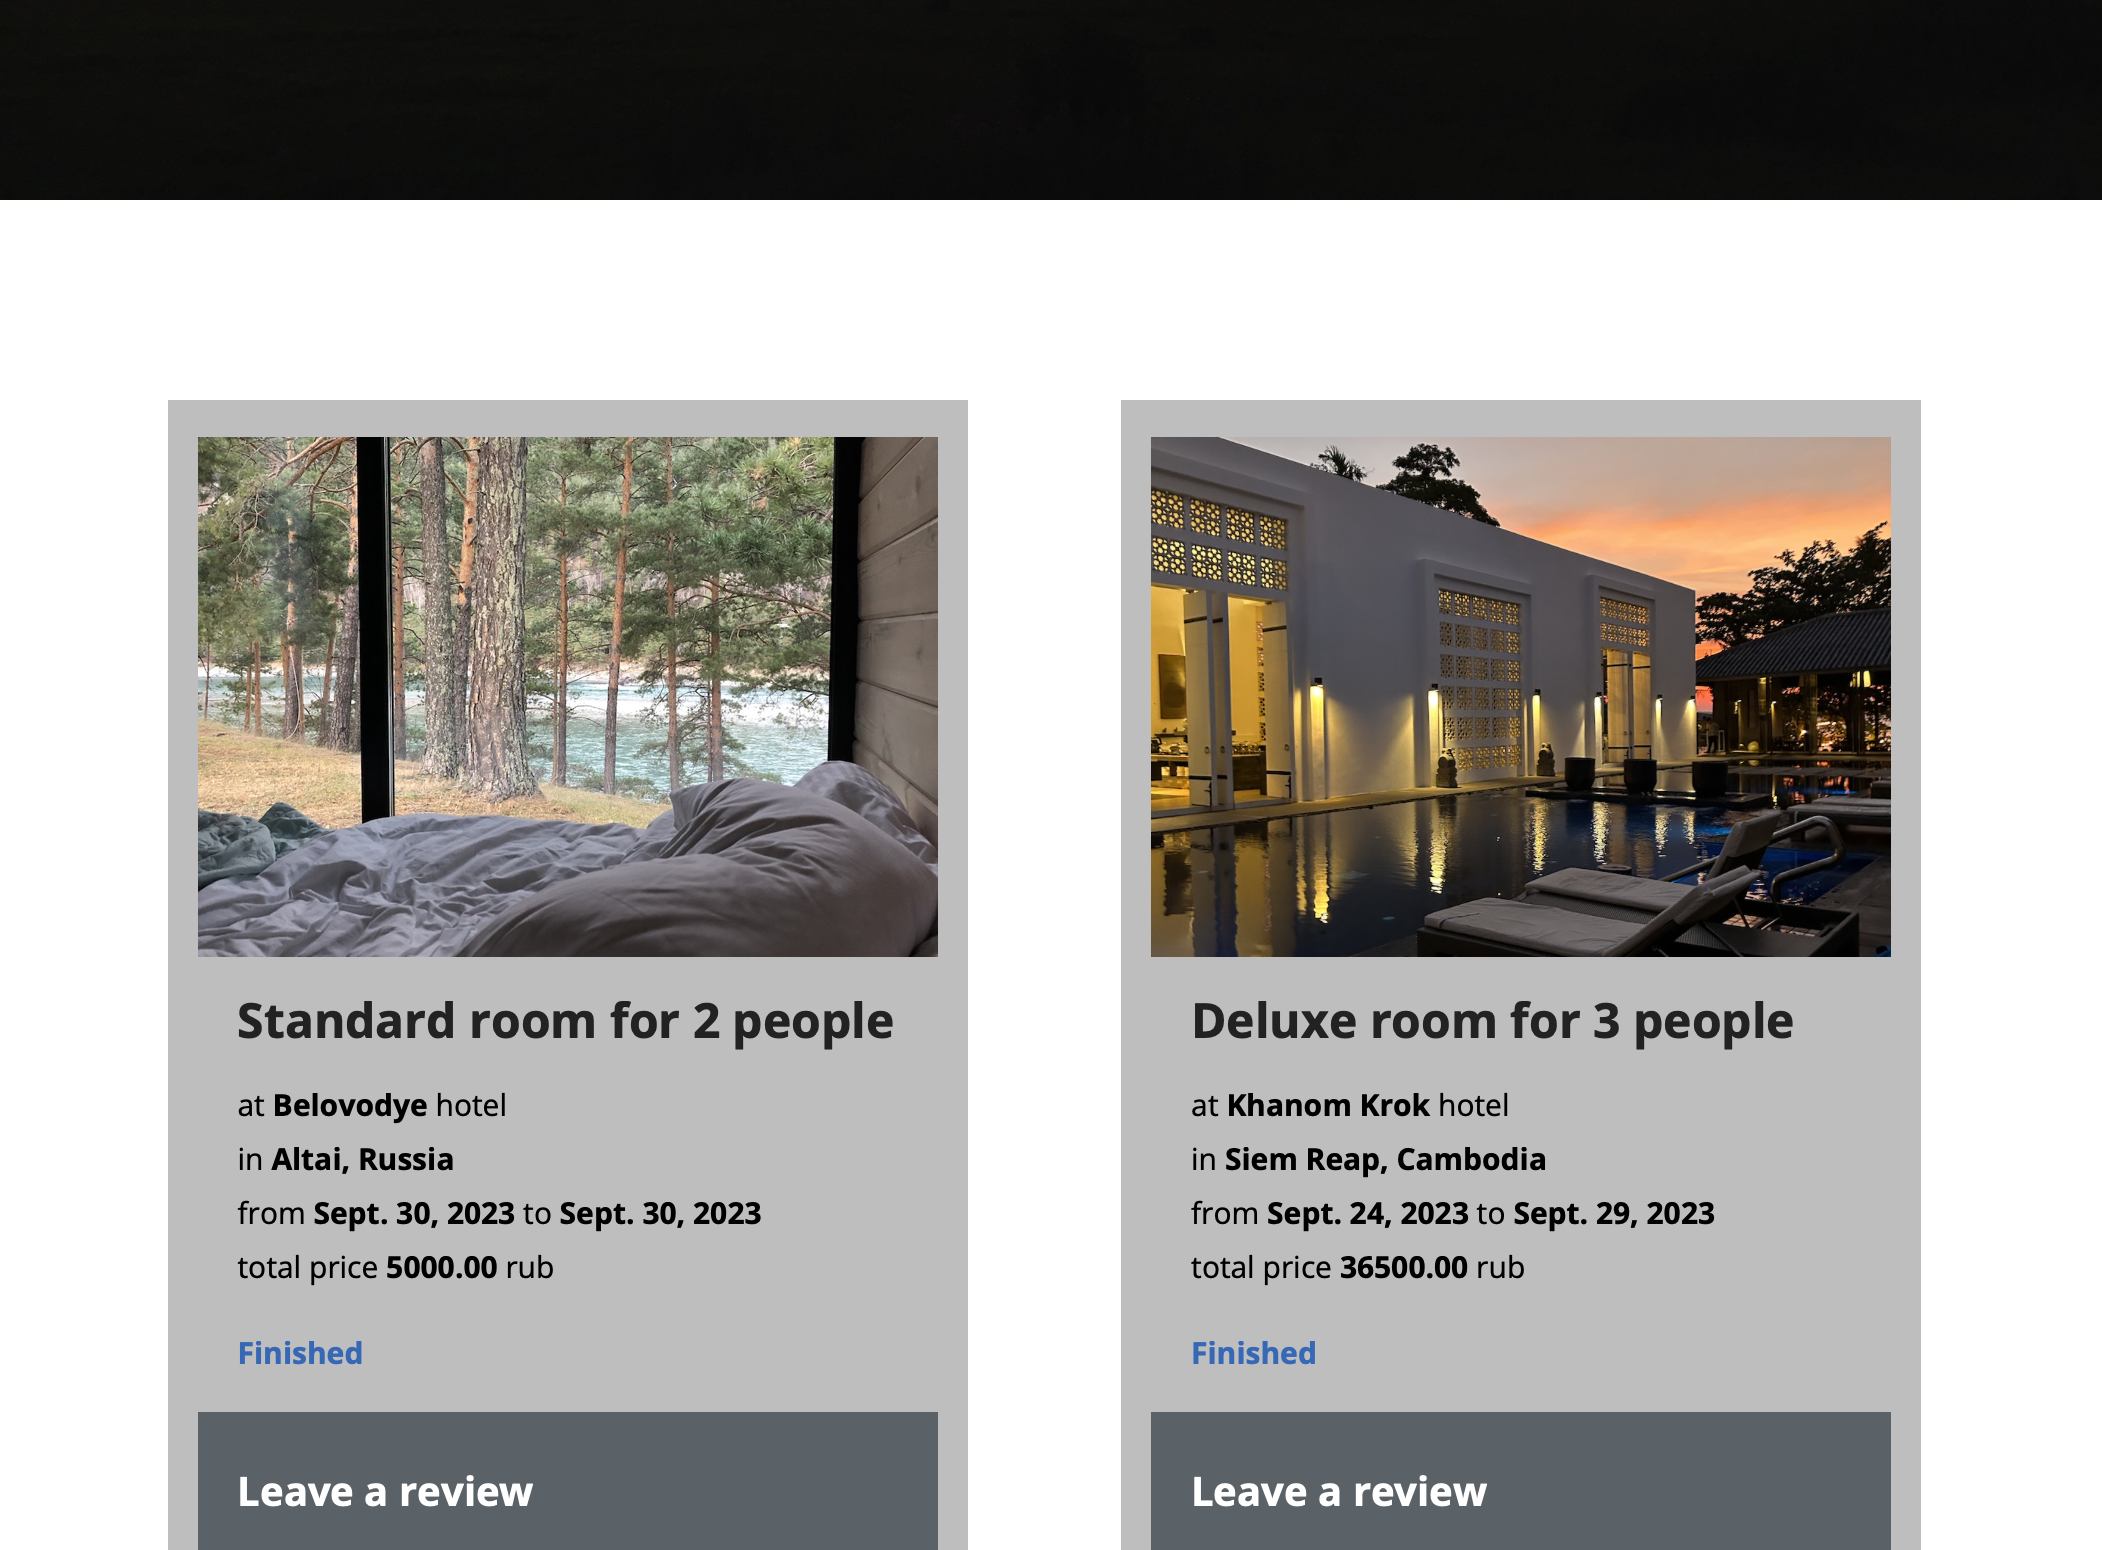 Standard room for 2 people
at Belovodye hotel
in Altai, Russia
from Sept. 30, 2023 to Sept. 30, 2023
total price 5000.00 rub
Finished
Leave a review
Deluxe room for 3 people
at Khanom Krok hotel
in Siem Reap, Cambodia
from Sept. 24, 2023 to Sept. 29, 2023
total price 36500.00 rub
Finished
Leave a review